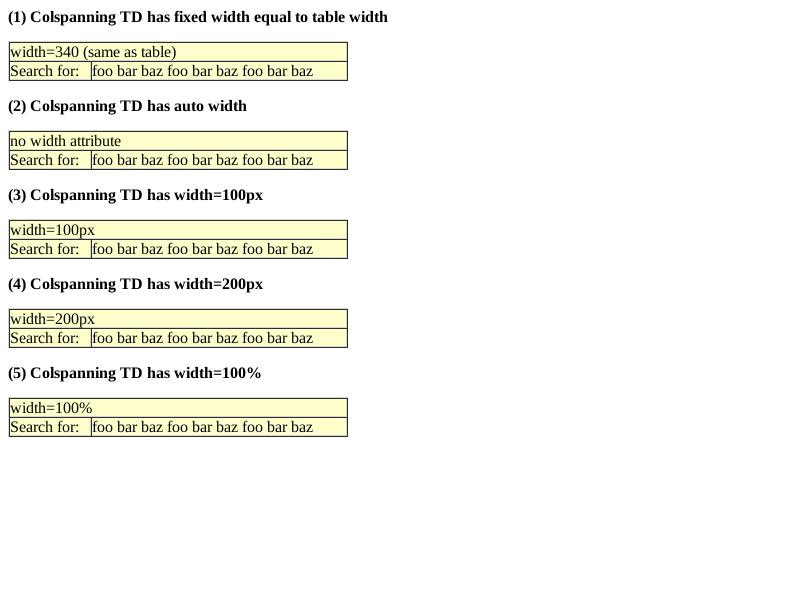 (1) Colspanning TD has fixed width equal to table width
width=340 (same as table)
Search for: foo bar baz foo bar baz foo bar baz
(2) Colspanning TD has auto width
no width attribute
Search for: foo bar baz foo bar baz foo bar baz
(3) Colspanning TD has width=100px
width=100px
Search for: foo bar baz foo bar baz foo bar baz
(4) Colspanning TD has width=200px
width=200px
Search for: foo bar baz foo bar baz foo bar baz
(5) Colspanning TD has width=100%
width=100%
Search for: foo bar baz foo bar baz foo bar baz